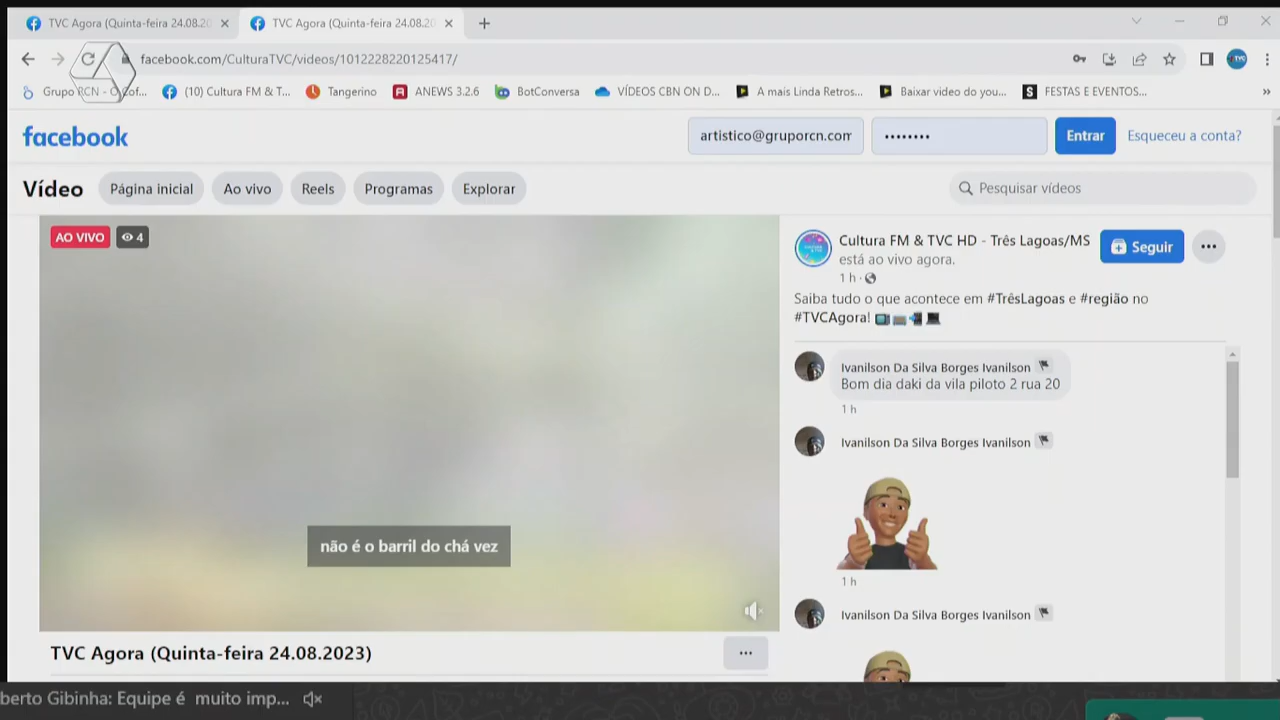 TVC Agora (Quinta-feira 24.08.20
TVC Agora (Quinta-feira 24.08.20
facebook.com/CulturaTVC/videos/1012228220125417/
Grupo RCN - O Cof...
(10) Cultura FM & T...
Tangerino
ANEWS 3.2.6
BotConversa
VÍDEOS CBN ON D...
A mais Linda Retros...
Baixar video do you...
FESTAS E EVENTOS...
facebook
artistico@gruporcn.com
••••••••
Entrar
Esqueceu a conta?
Vídeo
Página inicial
Ao vivo
Reels
Programas
Explorar
Pesquisar vídeos
AO VIVO
4
Cultura FM & TVC HD - Três Lagoas/MS
está ao vivo agora.
1 h ·
Seguir
Saiba tudo o que acontece em #TrêsLagoas e #região no
#TVCAgora!
Ivanilson Da Silva Borges Ivanilson
Bom dia daki da vila piloto 2 rua 20
1 h
Ivanilson Da Silva Borges Ivanilson
1 h
Ivanilson Da Silva Borges Ivanilson
não é o barril do chá vez
TVC Agora (Quinta-feira 24.08.2023)
berto Gibinha: Equipe é muito imp...